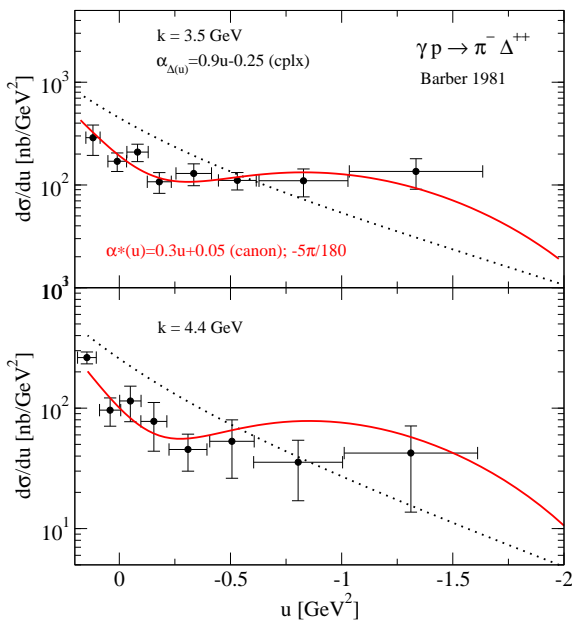 k = 3.5 GeV
α_Δ(u)=0.9u-0.25 (cplx)
γ p → π⁻ Δ⁺⁺
Barber 1981
10³
10²
dσ/du [nb/GeV²]
α*(u)=0.3u+0.05 (canon); -5π/180
10³
10
k = 4.4 GeV
10²
10¹
dσ/du [nb/GeV²]
0 -0.5 -1 -1.5 -2
u [GeV²]